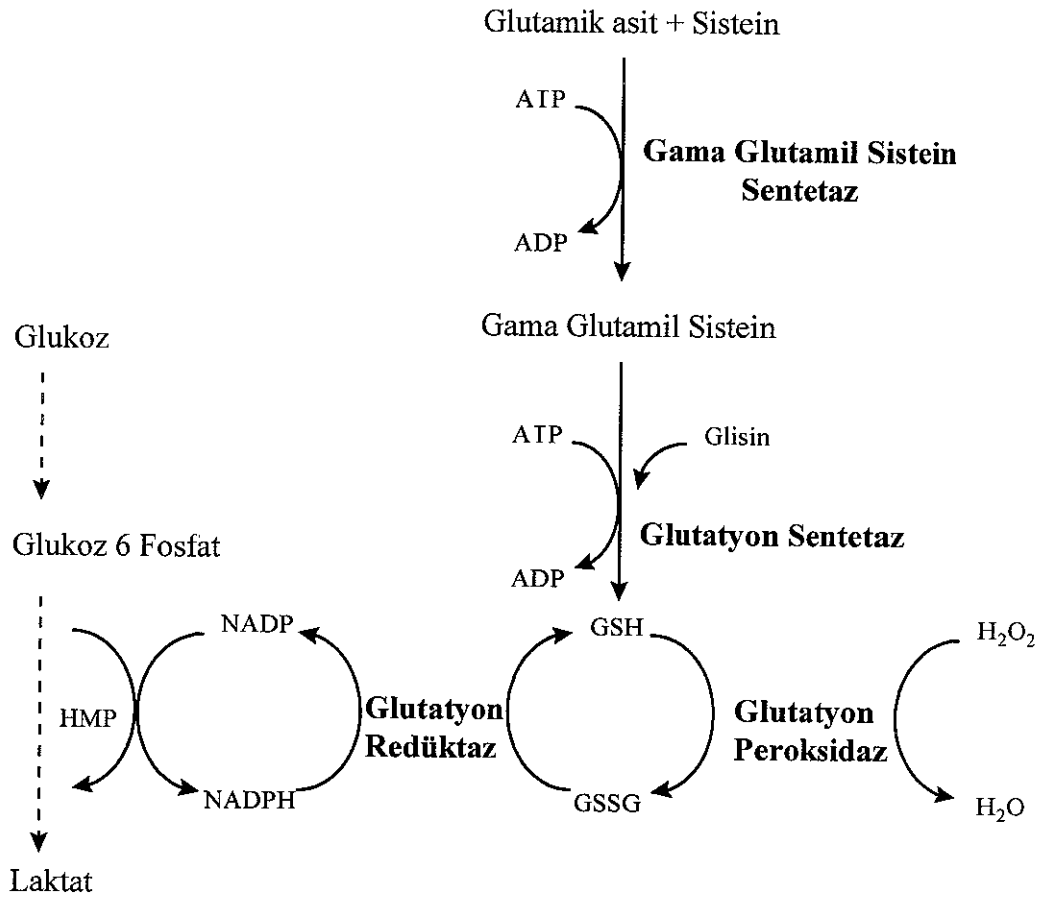 Glutamik asit + Sistein
ATP
Gama Glutamil Sistein
Sentetaz
ADP
Gama Glutamil Sistein
Glukoz
ATP
Glisin
Glutatyon Sentetaz
Glukoz 6 Fosfat
ADP
NADP
GSH
H₂O₂
HMP
Glutatyon
Redüktaz
Glutatyon
Peroksidaz
NADPH
GSSG
H₂O
Laktat